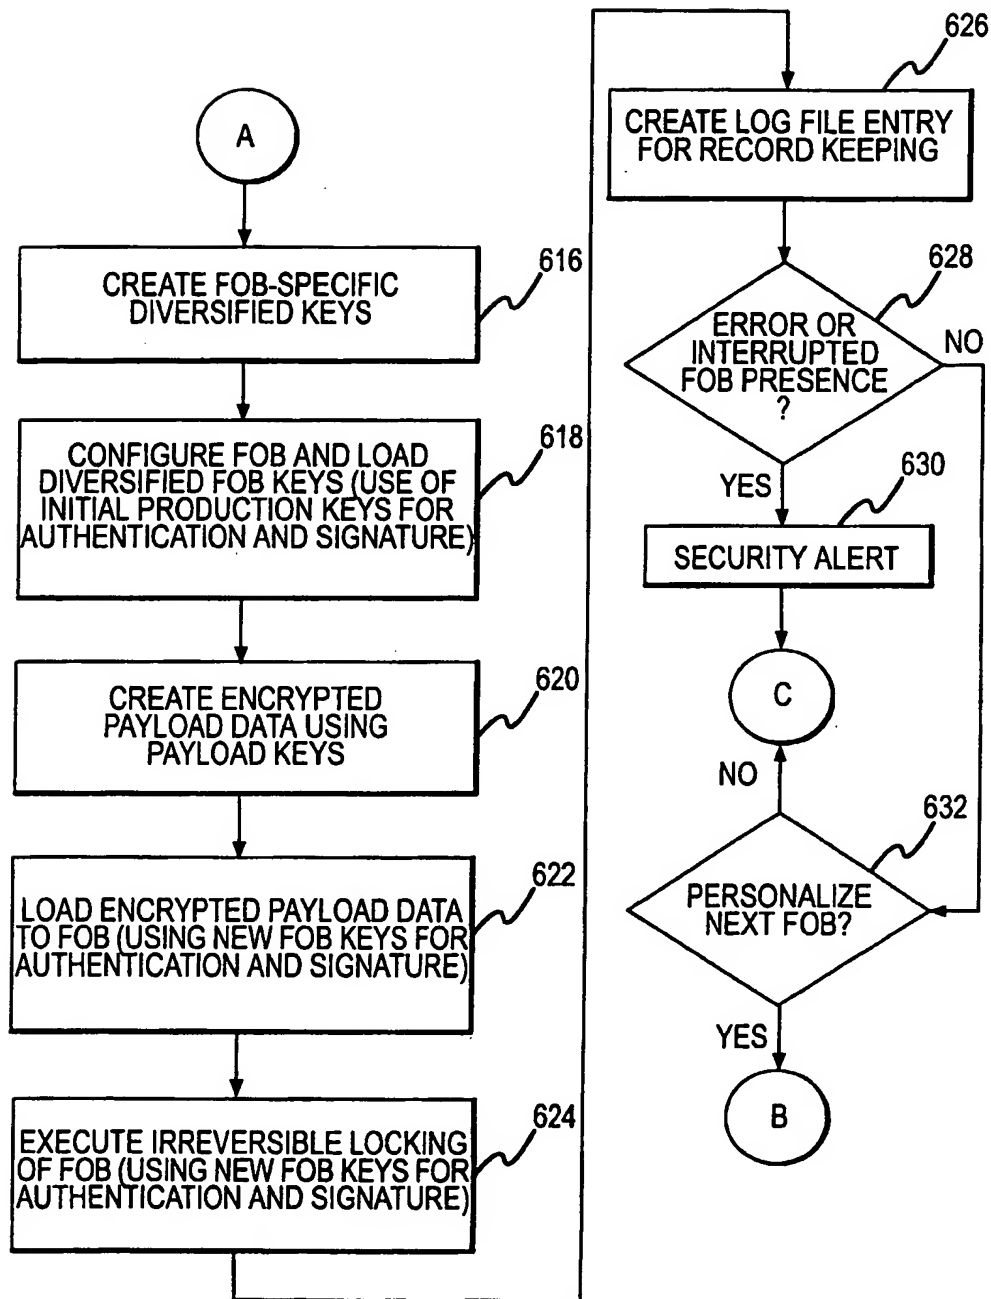 A
CREATE FOB-SPECIFIC
DIVERSIFIED KEYS
616
CONFIGURE FOB AND LOAD
DIVERSIFIED FOB KEYS (USE OF
INITIAL PRODUCTION KEYS FOR
AUTHENTICATION AND SIGNATURE)
618
CREATE ENCRYPTED
PAYLOAD DATA USING
PAYLOAD KEYS
620
LOAD ENCRYPTED PAYLOAD DATA
TO FOB (USING NEW FOB KEYS FOR
AUTHENTICATION AND SIGNATURE)
622
EXECUTE IRREVERSIBLE LOCKING
OF FOB (USING NEW FOB KEYS FOR
AUTHENTICATION AND SIGNATURE)
624
626
CREATE LOG FILE ENTRY
FOR RECORD KEEPING
628
ERROR OR
INTERRUPTED
FOB PRESENCE
?
NO
YES
630
SECURITY ALERT
C
NO
632
PERSONALIZE
NEXT FOB?
YES
B